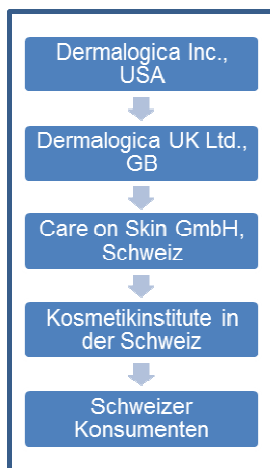 Dermalogica Inc.,
USA
Dermalogica UK Ltd.,
GB
Care on Skin GmbH,
Schweiz
Kosmetikinstitute in
der Schweiz
Schweizer
Konsumenten